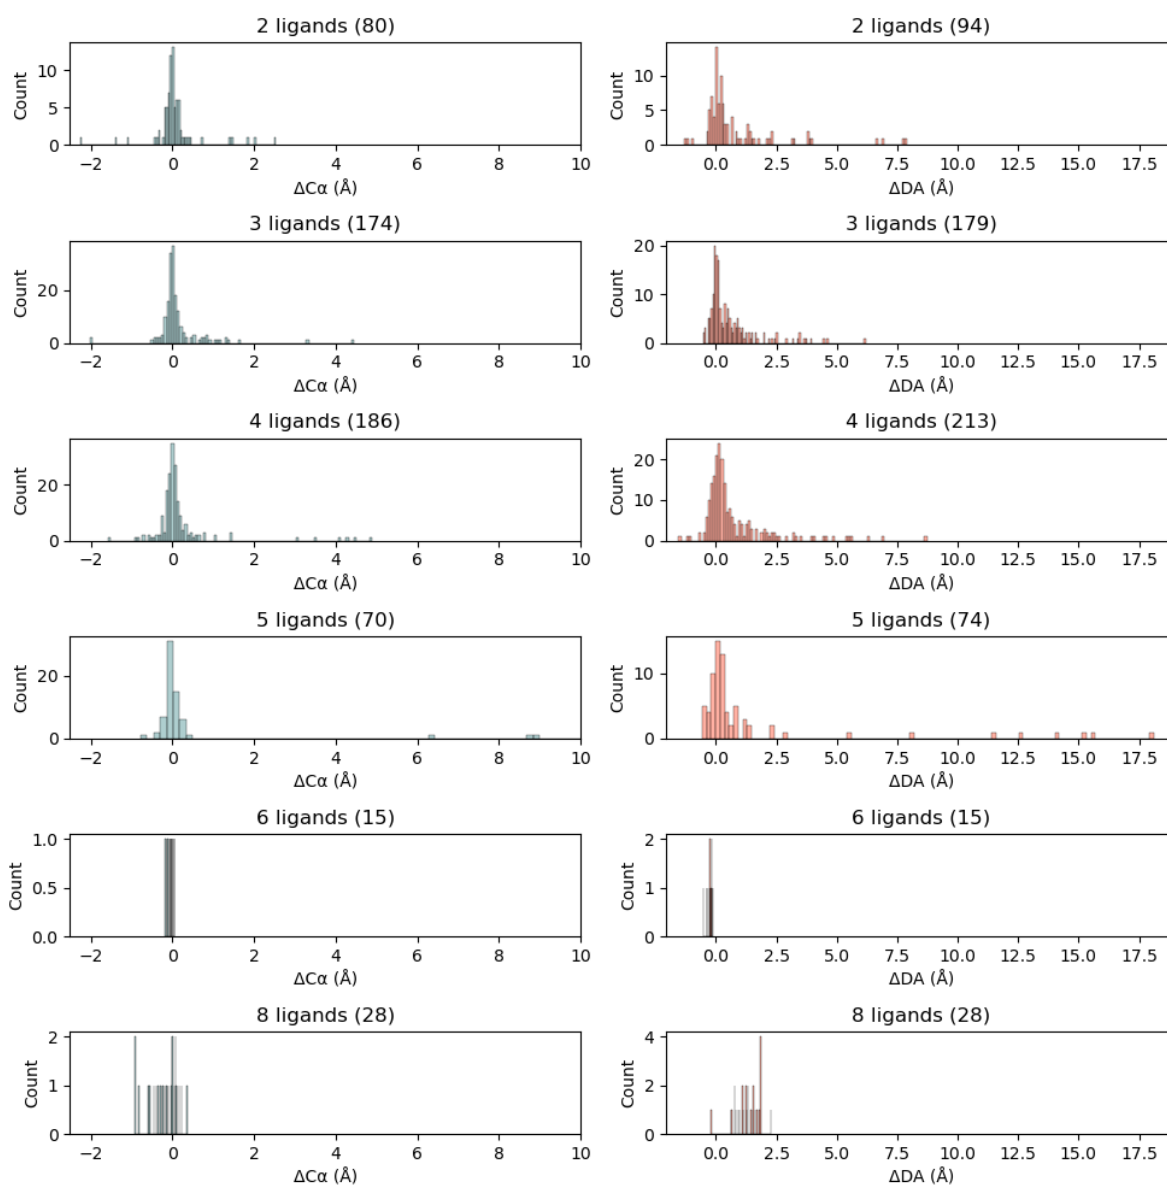 2 ligands (80)
10
5
0
Count
−2 0 2 4 6 8 10
ΔCα (Å)
2 ligands (94)
10
5
0
Count
0.0 2.5 5.0 7.5 10.0 12.5 15.0 17.5
ΔDA (Å)
3 ligands (174)
20
0
Count
−2 0 2 4 6 8 10
ΔCα (Å)
3 ligands (179)
20
10
0
Count
0.0 2.5 5.0 7.5 10.0 12.5 15.0 17.5
ΔDA (Å)
4 ligands (186)
20
0
Count
−2 0 2 4 6 8 10
ΔCα (Å)
4 ligands (213)
20
10
0
Count
0.0 2.5 5.0 7.5 10.0 12.5 15.0 17.5
ΔDA (Å)
5 ligands (70)
20
0
Count
−2 0 2 4 6 8 10
ΔCα (Å)
5 ligands (74)
10
0
Count
0.0 2.5 5.0 7.5 10.0 12.5 15.0 17.5
ΔDA (Å)
6 ligands (15)
1.0
0.5
0.0
Count
−2 0 2 4 6 8 10
ΔCα (Å)
6 ligands (15)
2
1
0
Count
0.0 2.5 5.0 7.5 10.0 12.5 15.0 17.5
ΔDA (Å)
8 ligands (28)
2
1
0
Count
−2 0 2 4 6 8 10
ΔCα (Å)
8 ligands (28)
4
2
0
Count
0.0 2.5 5.0 7.5 10.0 12.5 15.0 17.5
ΔDA (Å)